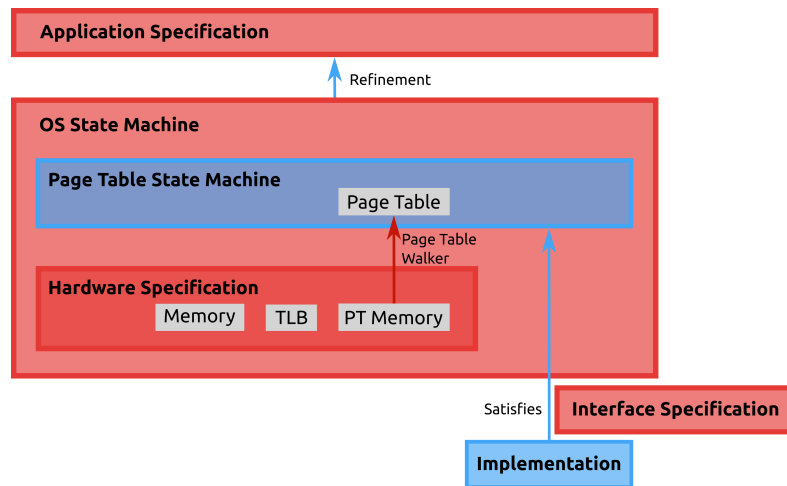 Application Specification
Refinement
OS State Machine
Page Table State Machine
Page Table
Page Table
Walker
Hardware Specification
Memory
TLB
PT Memory
Satisfies
Interface Specification
Implementation